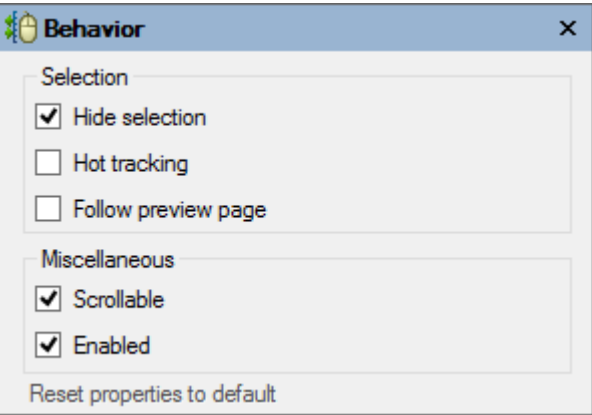 Behavior
Selection
Hide selection
Hot tracking
Follow preview page
Miscellaneous
Scrollable
Enabled
Reset properties to default